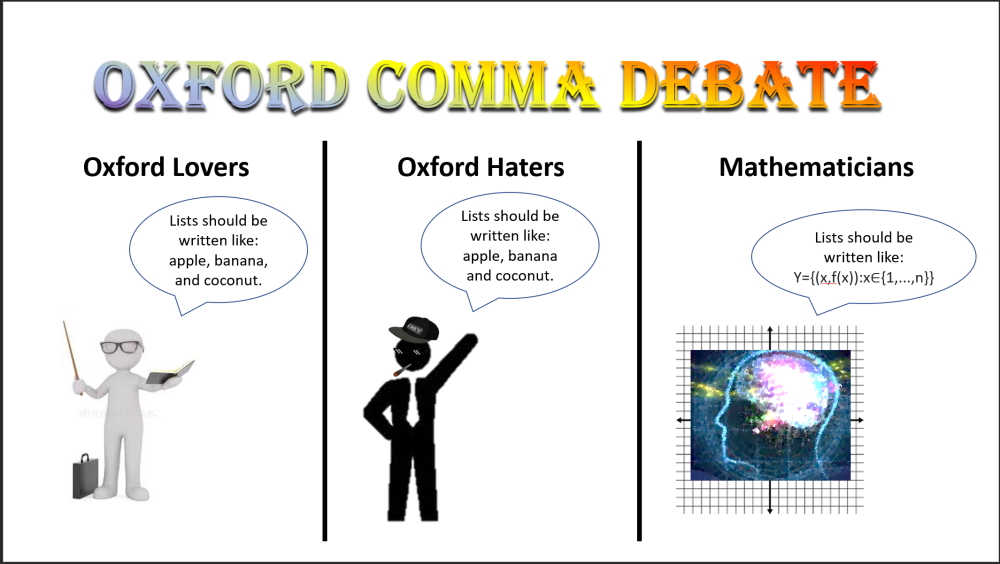 OXFORD COMMA DEBATE
Oxford Lovers
Lists should be
written like:
apple, banana,
and coconut.
Oxford Haters
Lists should be
written like:
apple, banana
and coconut.
OBEY
Mathematicians
Lists should be
written like:
Y={(x,f(x)):x∈{1,...,n}}